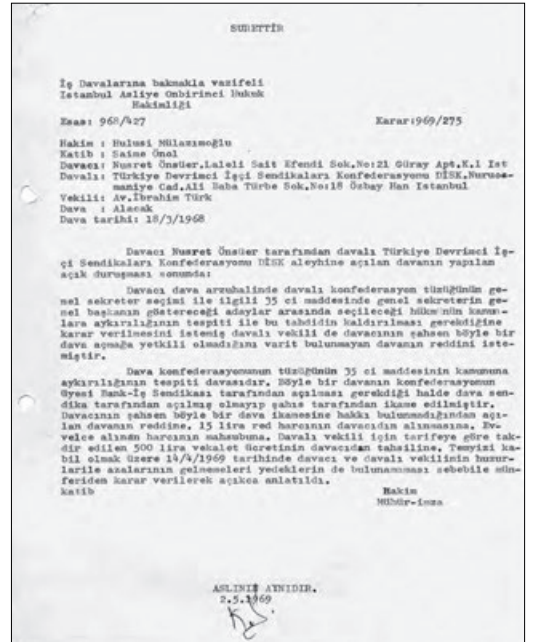 SURETTİR
İş Davalarına bakmakla vazifeli
Istanbul Asliye Onbirinci Hukuk
Hakimliği
Esas: 968/427 Karar:969/275
Hakim : Hulusi Mülazımoğlu
Katib : Saime Önal
Davacı: Nusret Önsüer.Laleli Sait Efendi Sok.No:21 Güray Apt.K.1 Ist
Davalı: Türkiye Devrimci İşçi Sendikaları Konfederasyomu DİSK.Nuruos-
maniye Cad.Ali Baba Türbe Sok.No:18 Özbay Han Istanbul
Vekili: Av.İbrahim Türk
Dava : Alacak
Dava tarihi: 18/3/1968
Davacı Nusret Önsüer tarafından davalı Türkiye Devrimci İş-
çi Sendikaları Konfederasyomu DİSK aleyhine açılan davanın yapılan
açık duruşması sonunda:
Davacı dava arzuhalinde davalı konfederasyon tüzüğünün ge-
nel sekreter seçimi ile ilgili 35 ci maddesinde genel sekreterin ge-
nel başkanın göstereceği adaylar arasında seçileceği hükmünün kanun-
lara aykırılığının tespiti ile bu tahdidin kaldırılması gerekdiğine
karar verilmesini istemiş davalı vekili de davacının şahsen böyle bir
dava açmağa yetkili olmadığını varit bulunmayan davanın reddini iste-
miştir.
Dava konfederasyonun tüzüğünün 35 ci maddesinin kanununa
aykırılığının tespiti davasıdır. Böyle bir davanın konfederasyonun
üyesi Bank-İş Sendikası tarafından açılması gerekdiği halde dava sen-
dika tarafından açılmış olmayıp şahıs tarafından ikame edilmiştir.
Davacının şahsen böyle bir dava ikamesine hakkı bulunmadığından açı-
lan davanın reddine. 15 lira red harcının davacıdan alınmasına. Ev-
velce alınan harcının mahsubuna. Davalı vekili için tarifeye göre tak-
dir edilen 500 lira vekalet ücretinin davacıdan tahsiline. Temyizi ka-
bil olmak üzere 14/4/1969 tarihinde davacı ve davalı vekilinin huzur-
larile azalarının gelmemeleri yedeklerin de bulunamaması sebebile mün-
feriden karar verilerek açıkca anlatıldı.
katib Hakim
Mühür-imza
ASLININ AYNIDIR.
2.5.1969